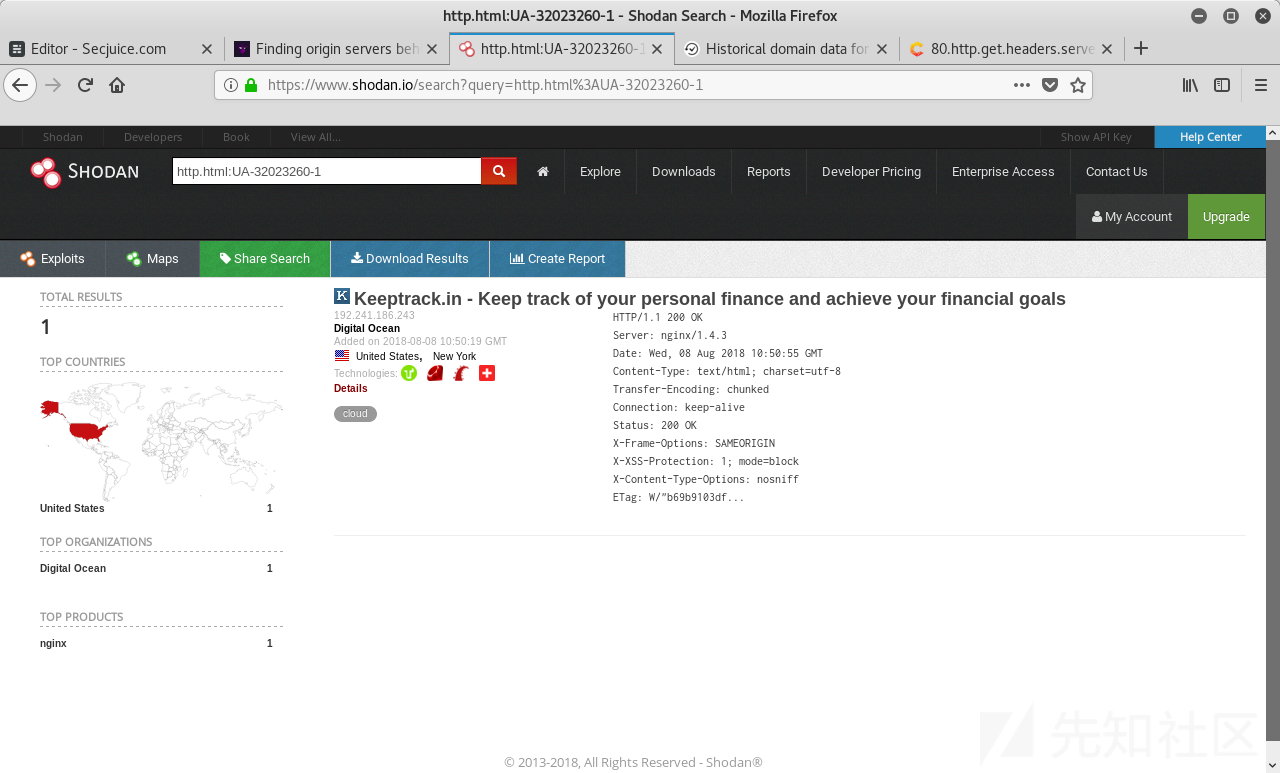 http.html:UA-32023260-1 - Shodan Search - Mozilla Firefox
Editor - Secjuice.com
Finding origin servers beh
http.html:UA-32023260-1
Historical domain data for
80.http.get.headers.serve
https://www.shodan.io/search?query=http.html%3AUA-32023260-1
Shodan
Developers
Book
View All...
Show API Key
Help Center
SHODAN
http.html:UA-32023260-1
Explore
Downloads
Reports
Developer Pricing
Enterprise Access
Contact Us
My Account
Upgrade
Exploits
Maps
Share Search
Download Results
Create Report
TOTAL RESULTS
1
TOP COUNTRIES
United States 1
TOP ORGANIZATIONS
Digital Ocean 1
TOP PRODUCTS
nginx 1
K Keeptrack.in - Keep track of your personal finance and achieve your financial goals
192.241.186.243
Digital Ocean
Added on 2018-08-08 10:50:19 GMT
United States, New York
Technologies:
Details
cloud
HTTP/1.1 200 OK
Server: nginx/1.4.3
Date: Wed, 08 Aug 2018 10:50:55 GMT
Content-Type: text/html; charset=utf-8
Transfer-Encoding: chunked
Connection: keep-alive
Status: 200 OK
X-Frame-Options: SAMEORIGIN
X-XSS-Protection: 1; mode=block
X-Content-Type-Options: nosniff
ETag: W/"b69b9103df...
先知社区
© 2013-2018, All Rights Reserved - Shodan®